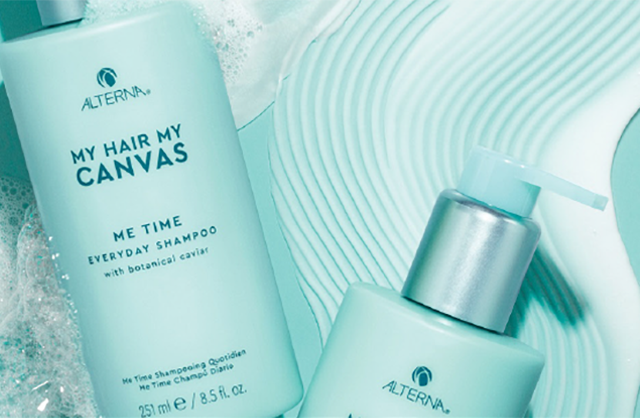 ALTERNA®
MY HAIR MY
CANVAS
ME TIME
EVERYDAY SHAMPOO
with botanical caviar
Me Time Shampooing Quotidien
Me Time Champú Diario
251 ml e / 8.5 fl. oz.
ALTERNA®